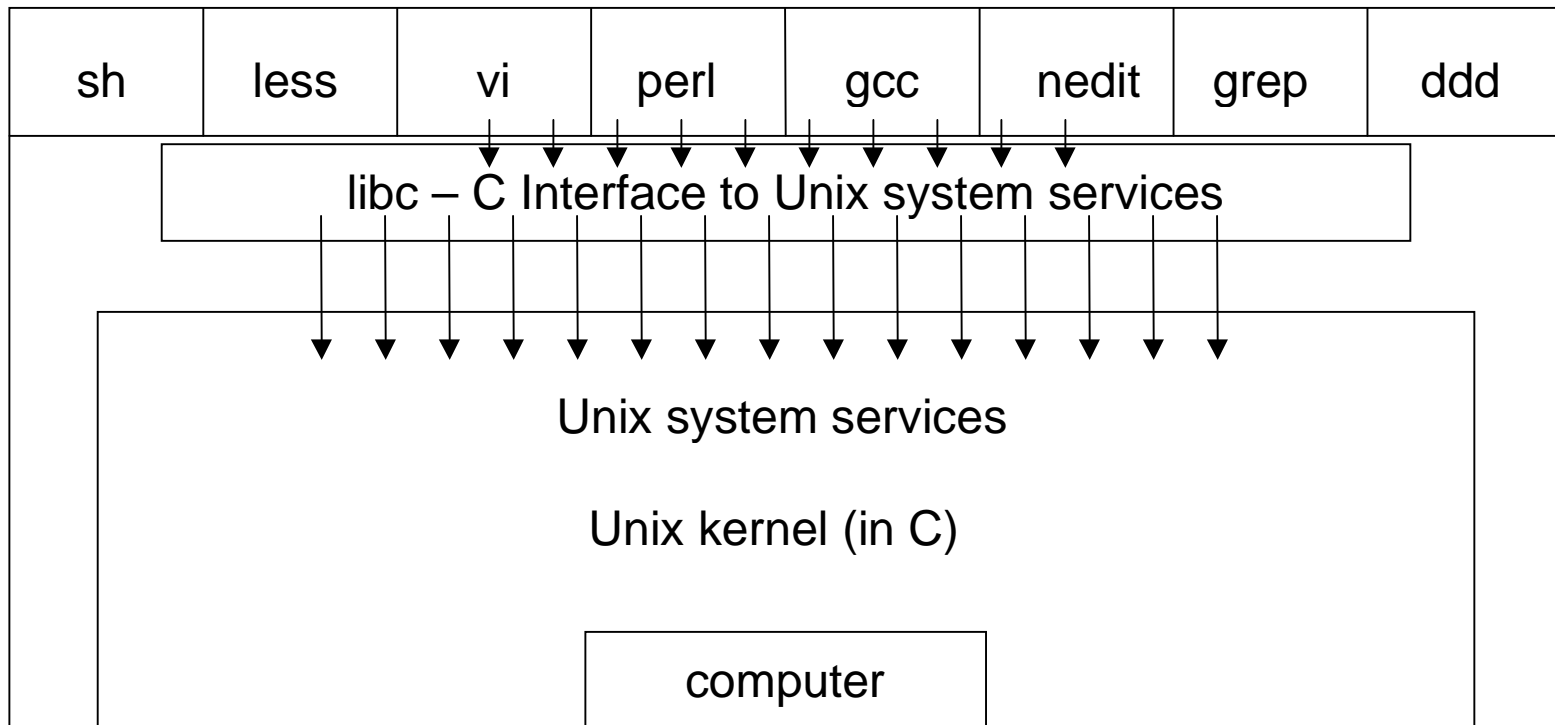 sh less vi perl gcc nedit grep ddd
libc – C Interface to Unix system services
Unix system services
Unix kernel (in C)
computer